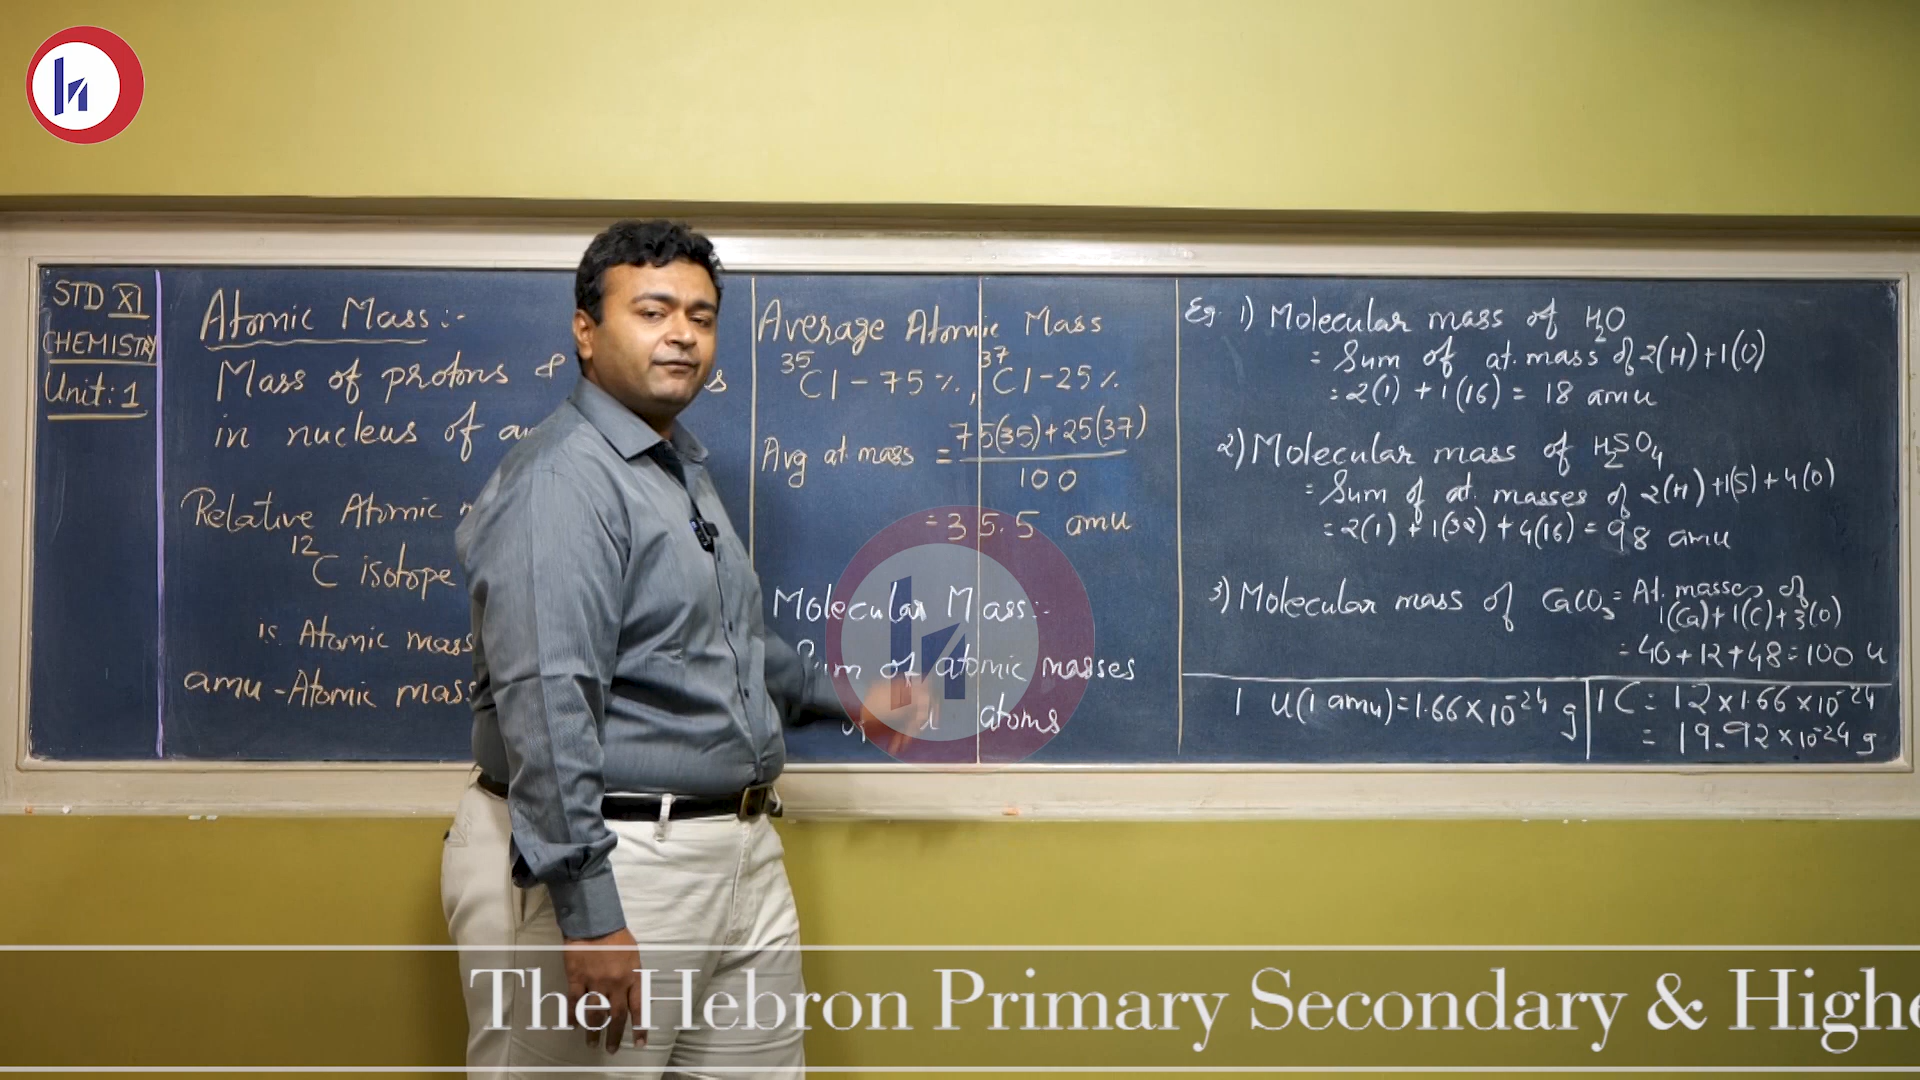 STD XI
CHEMISTRY
Unit: 1
Atomic Mass:-
Mass of protons &
in nucleus of
Relative Atomic
¹²C isotope
is Atomic mass
amu - Atomic mass
Average Atomic Mass
³⁵Cl - 75 %, ³⁷Cl - 25 %
Avg at mass = 75(35)+25(37)
100
= 35.5 amu
Molecular Mass:-
Sum of atomic masses
of atoms
Eg. 1) Molecular mass of H₂O
= Sum of at. mass of 2(H)+1(O)
= 2(1) + 1(16) = 18 amu
2) Molecular mass of H₂SO₄
= Sum of at. masses of 2(H)+1(S)+4(O)
= 2(1) + 1(32) + 4(16) = 98 amu
3) Molecular mass of CaCO₃ = At. masses of
1(Ca)+1(C)+3(O)
= 40+12+48=100 u
1 u(1 amu)=1.66×10⁻²⁴ g
1 C = 12×1.66×10⁻²⁴
= 19.92×10⁻²⁴ g
The Hebron Primary Secondary &